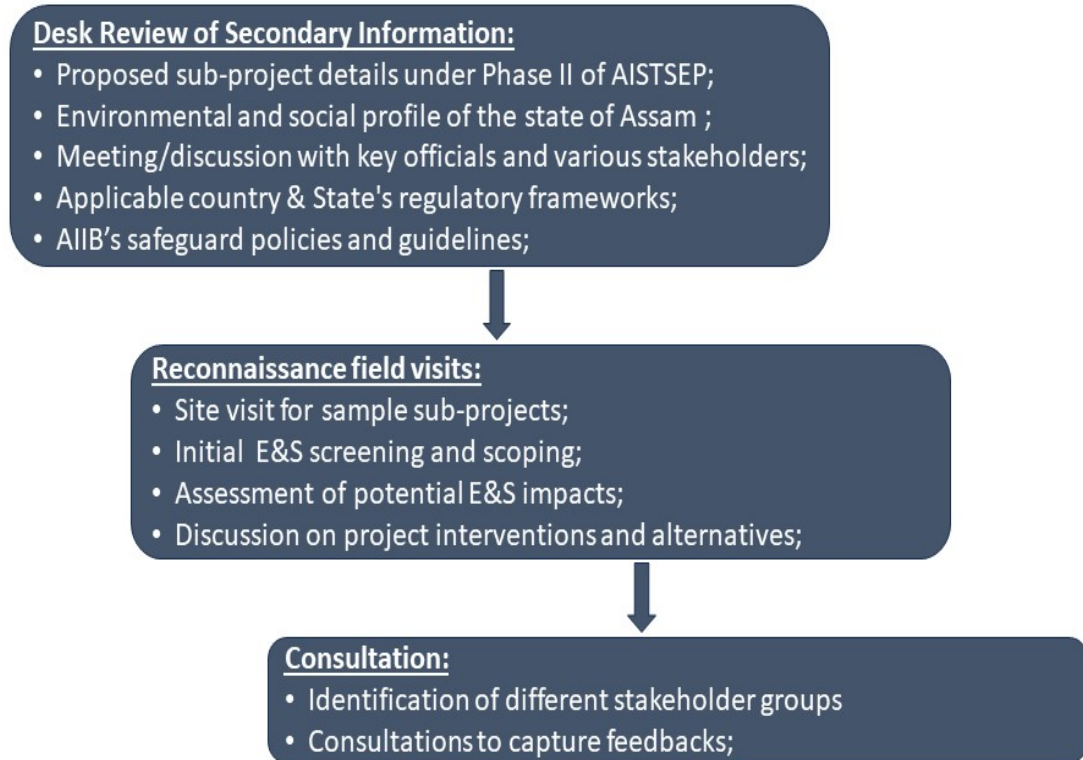 Desk Review of Secondary Information:
• Proposed sub-project details under Phase II of AISTSEP;
• Environmental and social profile of the state of Assam ;
• Meeting/discussion with key officials and various stakeholders;
• Applicable country & State's regulatory frameworks;
• AIIB’s safeguard policies and guidelines;
Reconnaissance field visits:
• Site visit for sample sub-projects;
• Initial E&S screening and scoping;
• Assessment of potential E&S impacts;
• Discussion on project interventions and alternatives;
Consultation:
• Identification of different stakeholder groups
• Consultations to capture feedbacks;